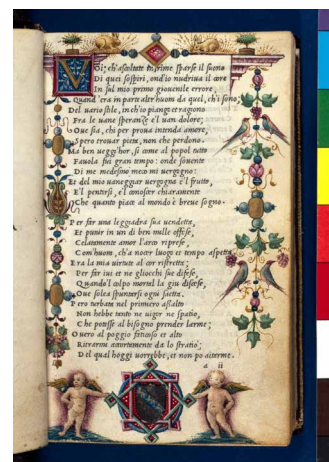 Voi; ch'ascoltate in rime sparse il suono
Di quei sospiri, ond'io nudriua il core
In sul mio primo giouenile errore,
Quand'era in parte altr'huom da quel, ch'i sono;
Del uario stile, in ch'io piango et ragono
Fra le uane speranze e'l uan dolore;
Oue sia, chi per proua intenda amore,
Spero trouar pieta, non che perdono.
Ma ben ueggi'hor, si come al popol tutto
Fauola fui gran tempo: onde souente
Di me medesmo meco mi uergogno:
Et del mio uaneggiar uergogna è'l frutto,
E'l pentirsi, e'l conoscer chiaramente
Che quanto piace al mondo è breue sogno.
Per far una leggiadra sua uendetta,
Et punir in un dì ben mille offese,
Celatamente amor l'arco riprese,
Com'huom, ch'a nocer luogo et tempo aspetta
Era la mia uirtute al cor ristretta;
Per far iui et ne gliocchi sue difese,
Quando'l colpo mortal la giu discese,
Oue solea spuntarsi ogni saetta.
Pero turbata nel primiero assalto
Non hebbe tanto ne uigor ne spatio,
Che potesse al bisogno prender l'arme;
Ouero al poggio faticoso et alto
Ritrarmi accortamente da lo stratio;
Del qual hoggi uorrebbe, et non po aitarme.
a ii